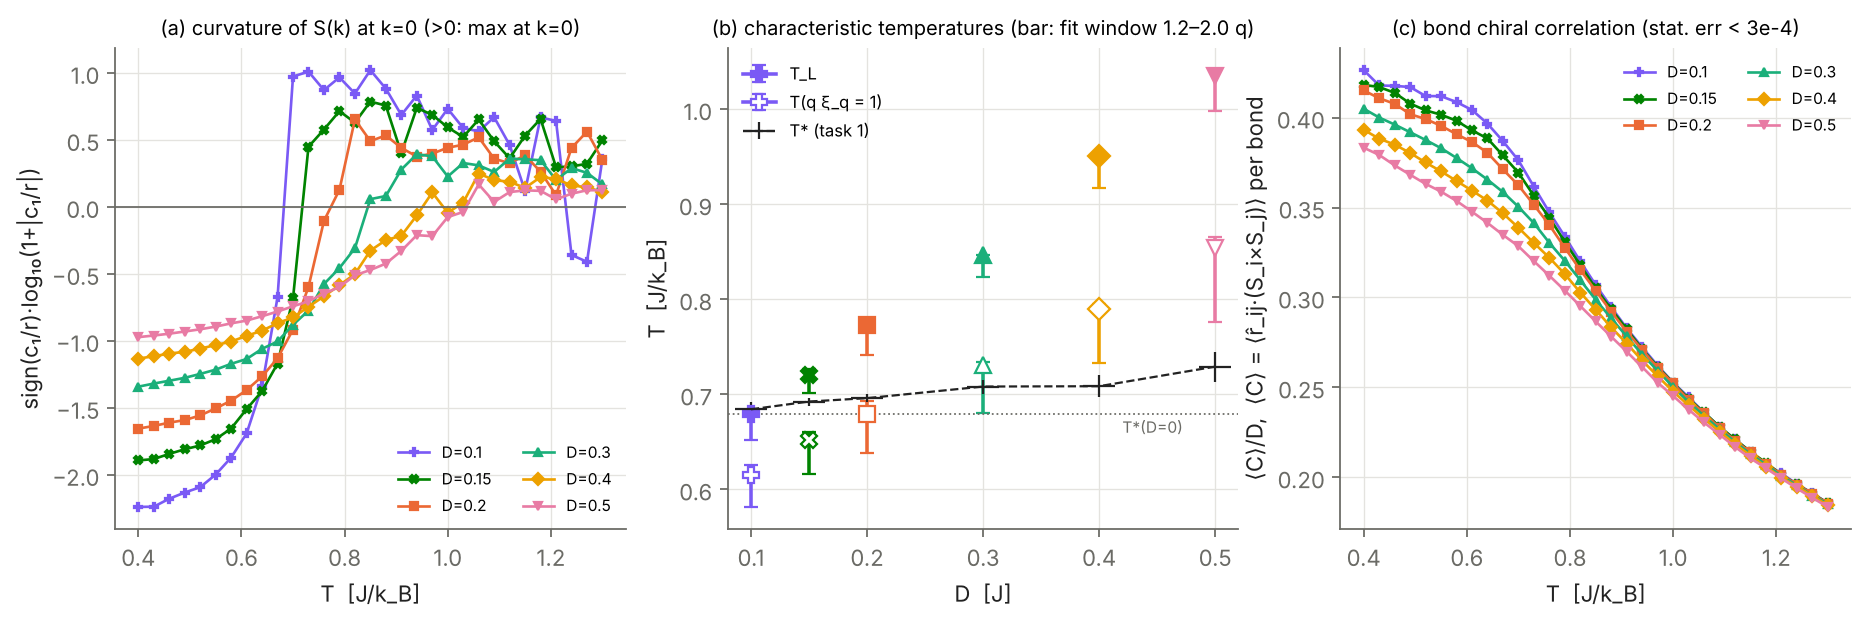 (a) curvature of S(k) at k=0 (>0: max at k=0)
sign(c₁/r)·log₁₀(1+|c₁/r|)
1.0
0.5
0.0
−0.5
−1.0
−1.5
−2.0
D=0.1
D=0.15
D=0.2
D=0.3
D=0.4
D=0.5
0.4
0.6
0.8
1.0
1.2
T [J/k_B]
(b) characteristic temperatures (bar: fit window 1.2–2.0 q)
T [J/k_B]
T_L
T(q ξ_q = 1)
T* (task 1)
1.0
0.9
0.8
0.7
0.6
T*(D=0)
0.1
0.2
0.3
0.4
0.5
D [J]
(c) bond chiral correlation (stat. err < 3e-4)
⟨C⟩/D, ⟨C⟩ = ⟨r̂_ij·(S_i×S_j)⟩ per bond
D=0.1
D=0.15
D=0.2
D=0.3
D=0.4
D=0.5
0.40
0.35
0.30
0.25
0.20
0.4
0.6
0.8
1.0
1.2
T [J/k_B]